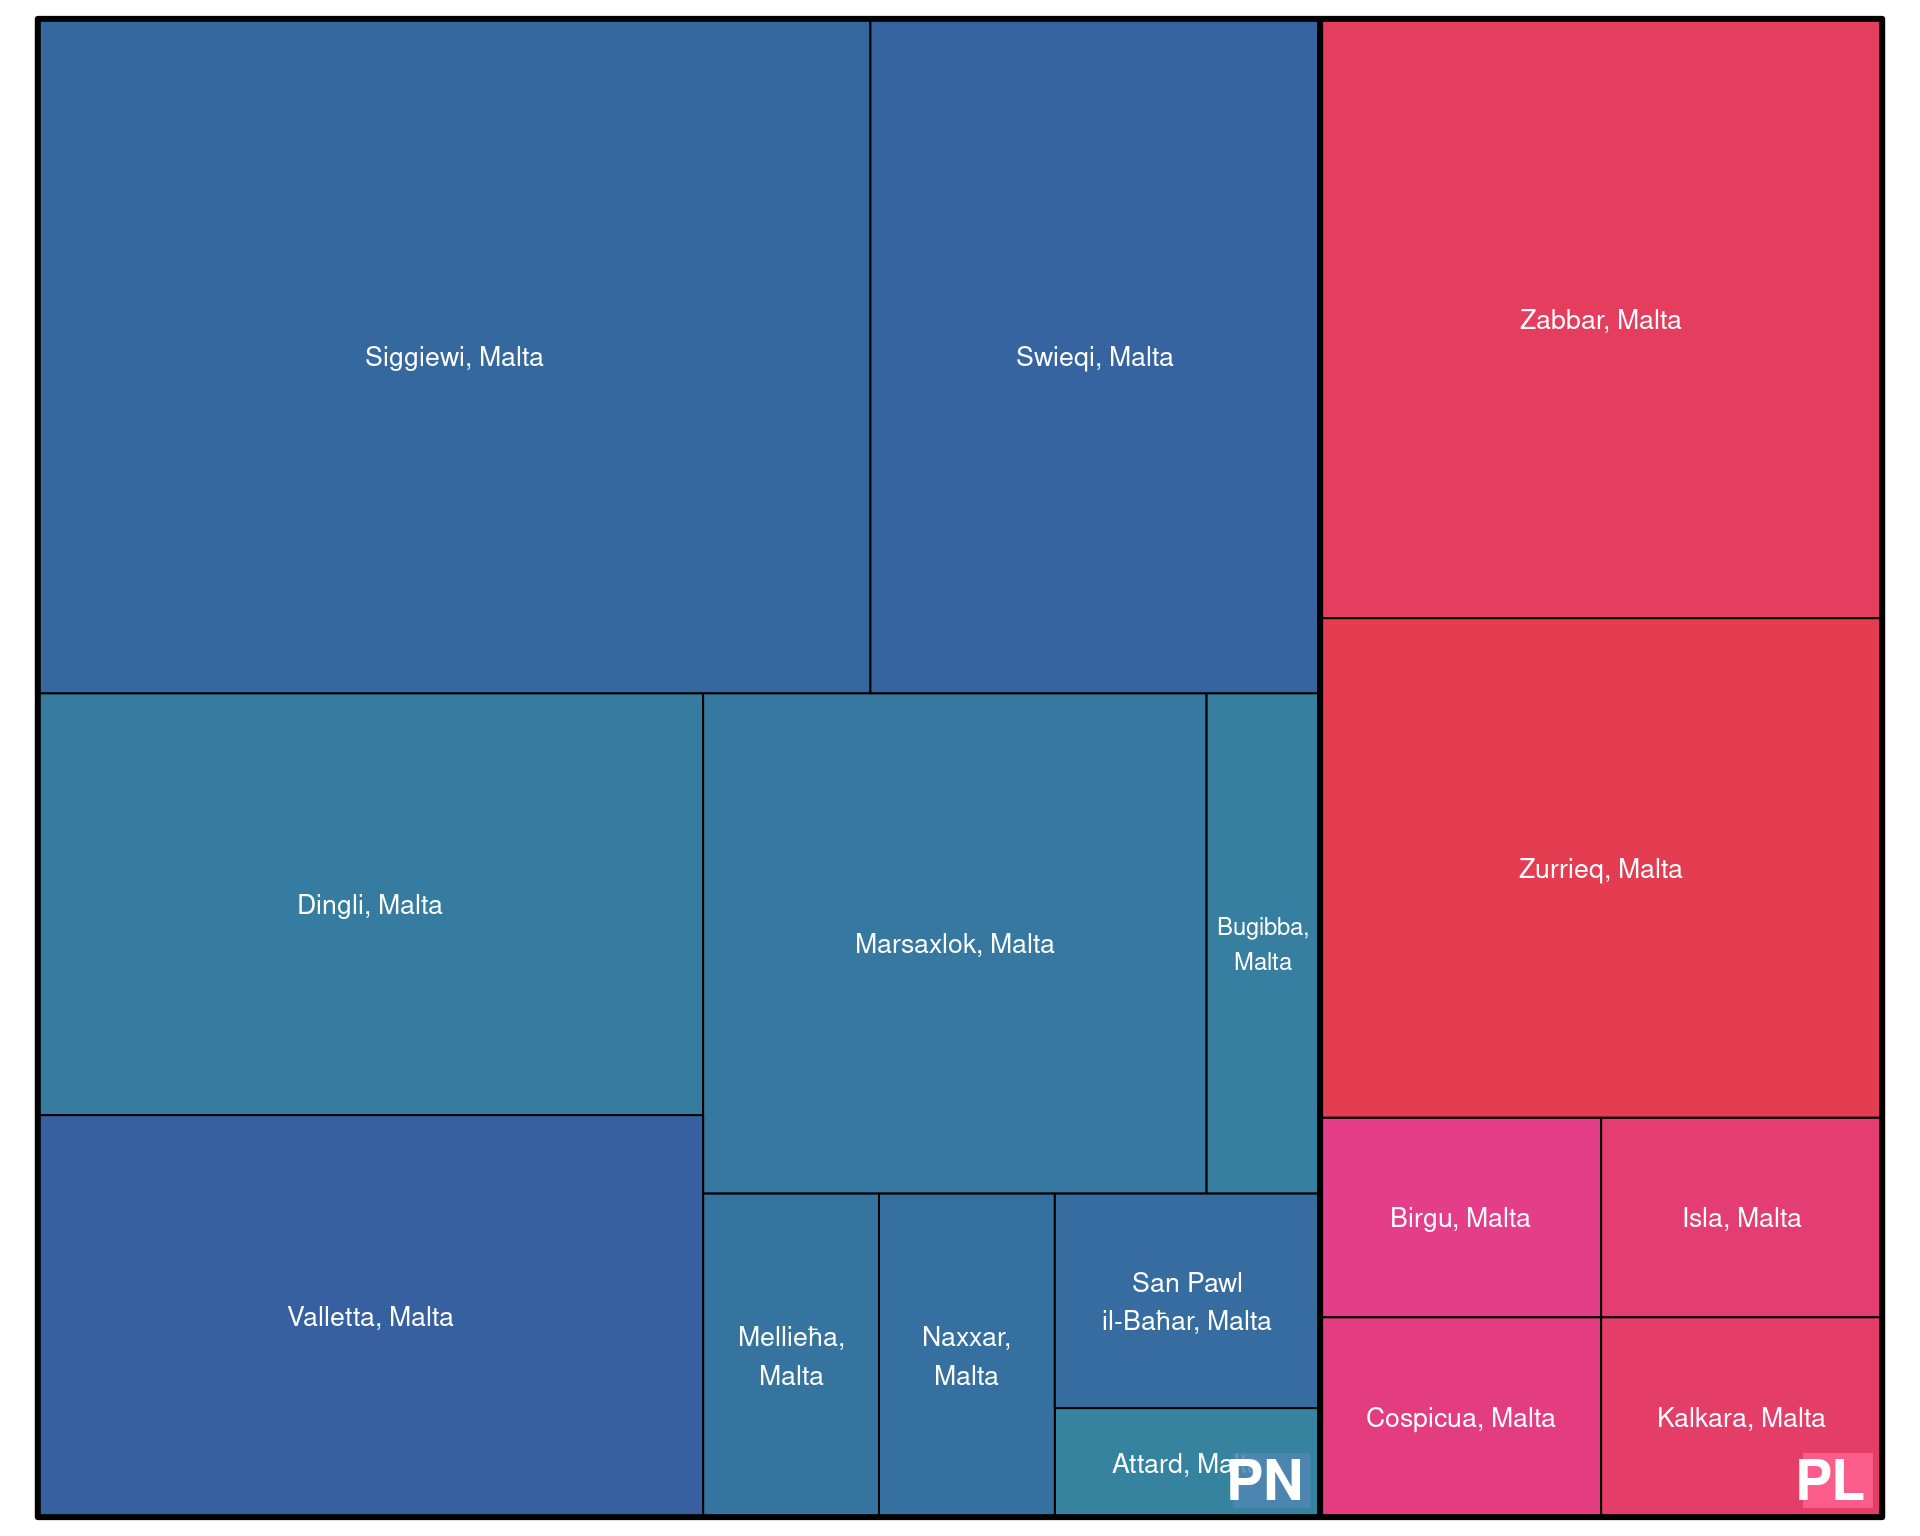 Siggiewi, Malta
Swieqi, Malta
Zabbar, Malta
Zurrieq, Malta
Dingli, Malta
Marsaxlok, Malta
Bugibba,
Malta
Valletta, Malta
Mellieħa,
Malta
Naxxar,
Malta
San Pawl
il-Baħar, Malta
Attard,
PN
Birgu, Malta
Isla, Malta
Cospicua, Malta
Kalkara, Malta
PL